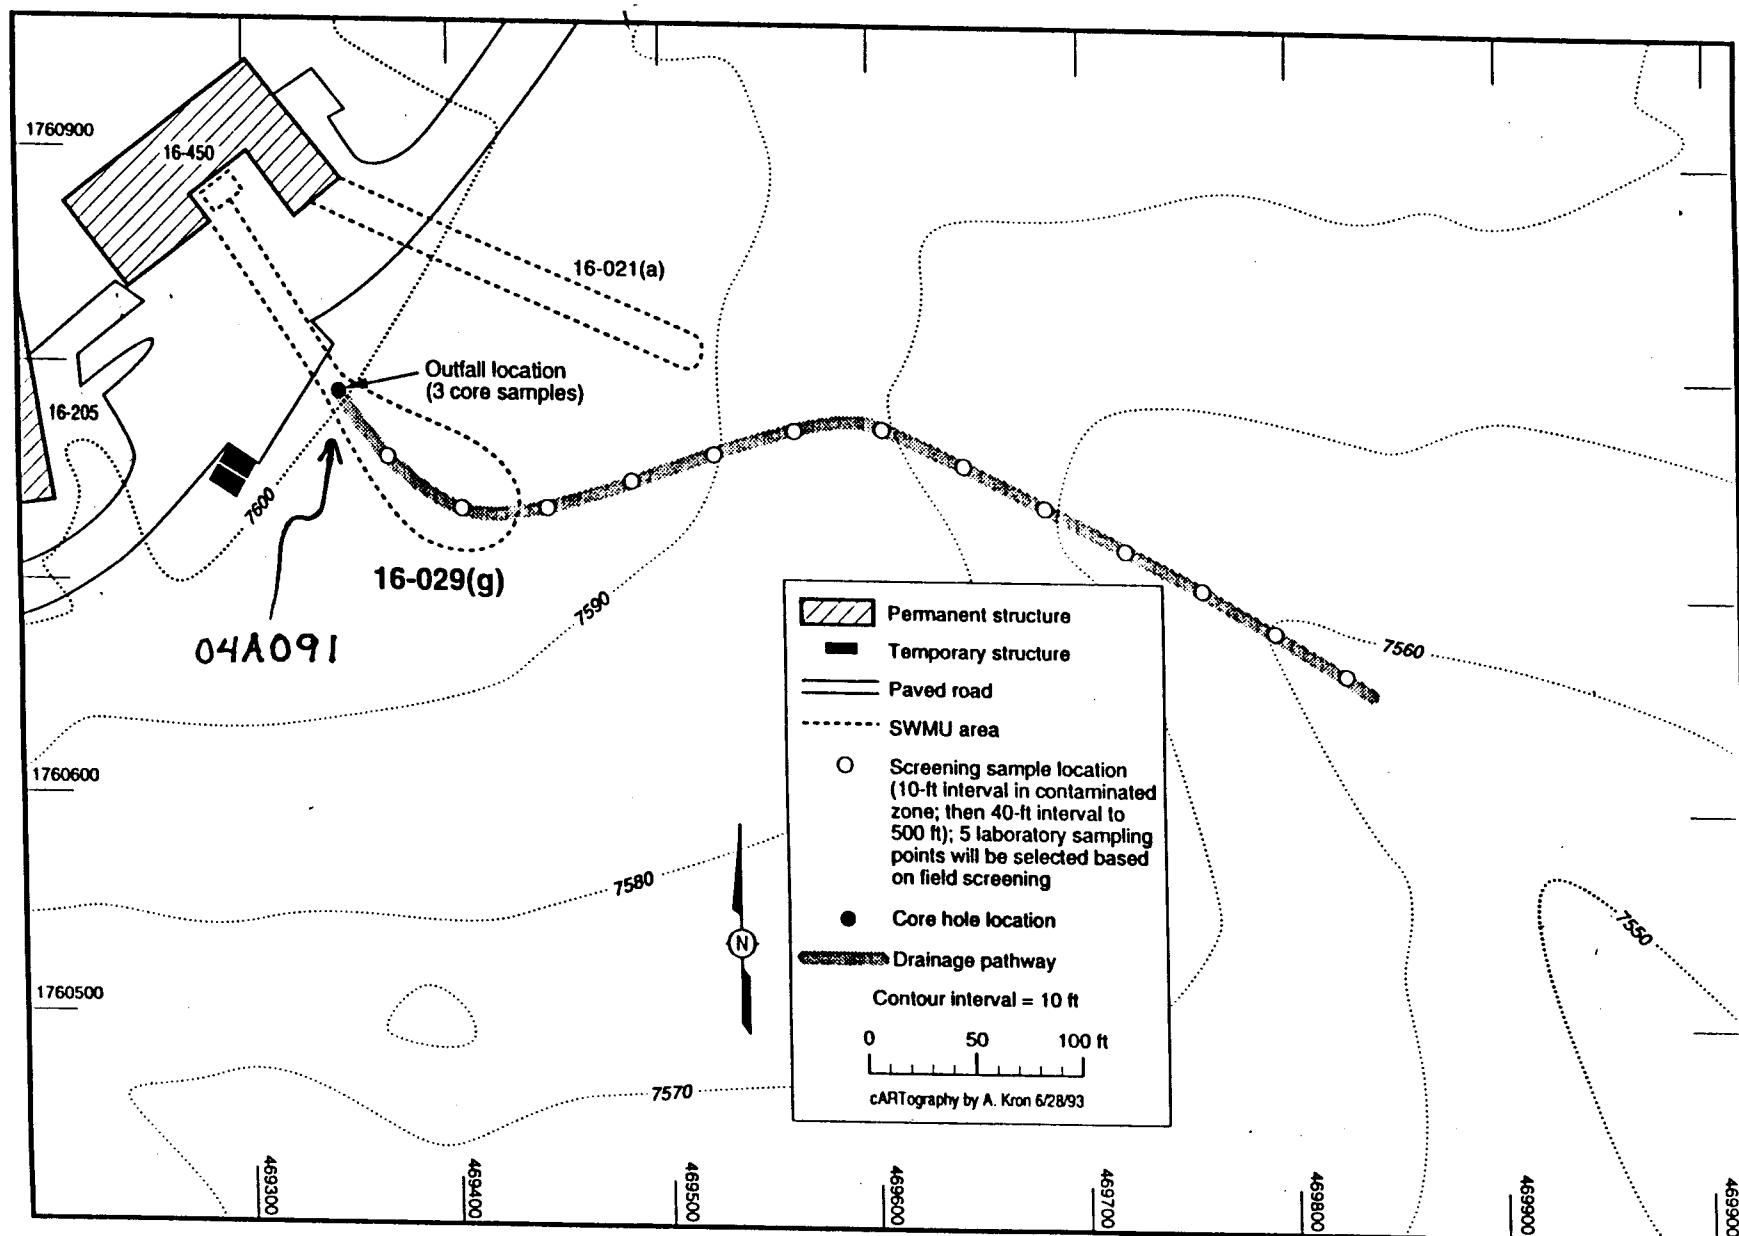 1760900
16-450
16-021(a)
Outfall location
(3 core samples)
16-205
7600
16-029(g)
04A091
7590
7560
1760600
7580
7550
1760500
7570
N
Permanent structure
Temporary structure
Paved road
SWMU area
Screening sample location
(10-ft interval in contaminated
zone; then 40-ft interval to
500 ft); 5 laboratory sampling
points will be selected based
on field screening
Core hole location
Drainage pathway
Contour interval = 10 ft
0 50 100 ft
cARTography by A. Kron 6/28/93
469300
469400
469500
469600
469700
469800
469900
469900